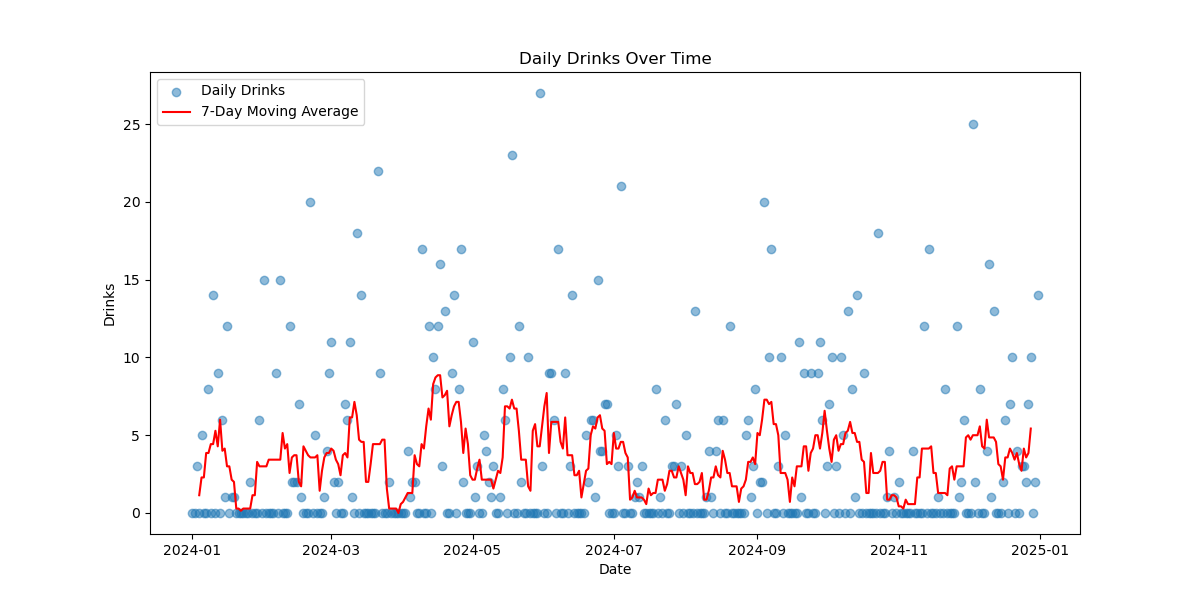 Daily Drinks Over Time
Daily Drinks
7-Day Moving Average
Drinks
25
20
15
10
5
0
2024-01
2024-03
2024-05
2024-07
2024-09
2024-11
2025-01
Date